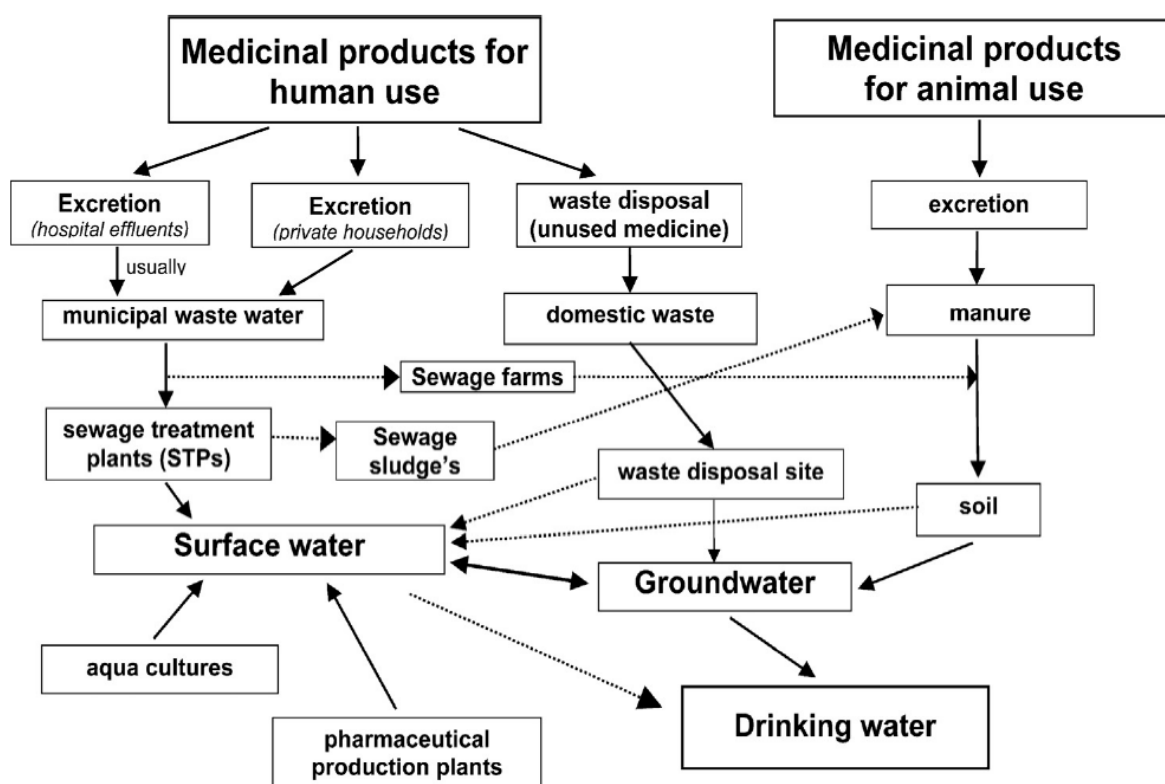 Medicinal products for
human use
Medicinal products
for animal use
Excretion
(hospital effluents)
Excretion
(private households)
waste disposal
(unused medicine)
excretion
usually
municipal waste water
domestic waste
manure
Sewage farms
sewage treatment
plants (STPs)
Sewage
sludge's
waste disposal site
soil
Surface water
Groundwater
aqua cultures
Drinking water
pharmaceutical
production plants